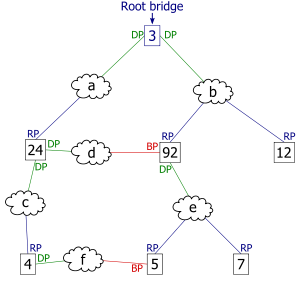 Root bridge
DP 3 DP
a
b
RP RP RP
24 DP d BP 92 12
DP DP
c
e
RP RP RP
4 DP f BP 5 7